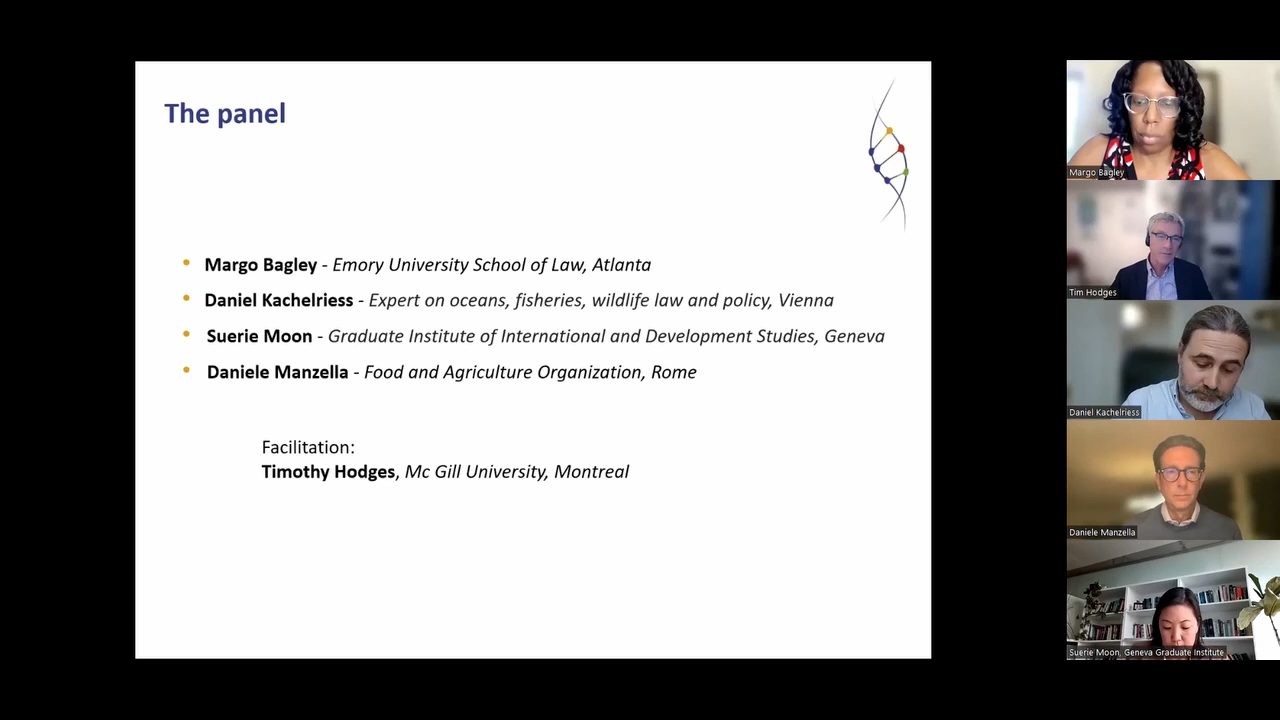 The panel
• Margo Bagley - Emory University School of Law, Atlanta
• Daniel Kachelriess - Expert on oceans, fisheries, wildlife law and policy, Vienna
• Suerie Moon - Graduate Institute of International and Development Studies, Geneva
• Daniele Manzella - Food and Agriculture Organization, Rome
Facilitation:
Timothy Hodges, Mc Gill University, Montreal
Margo Bagley
Tim Hodges
Daniel Kachelriess
Daniele Manzella
Suerie Moon, Geneva Graduate Institute